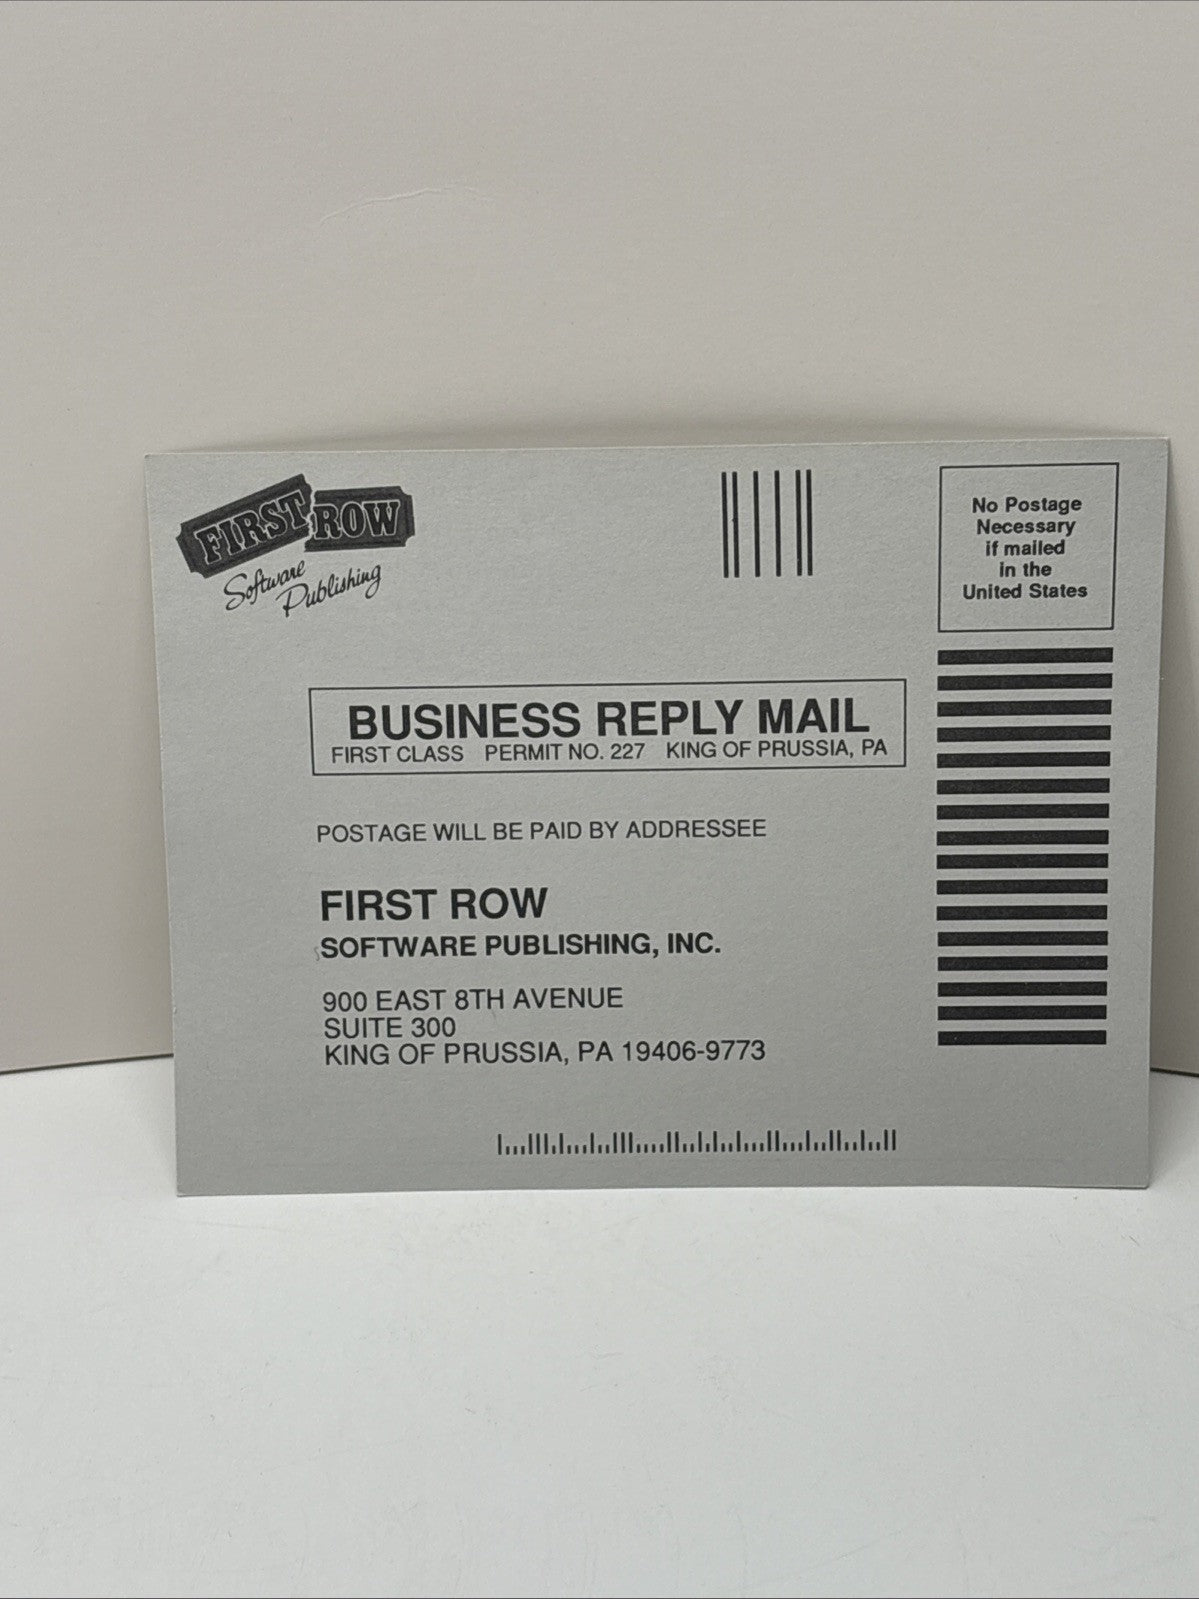 FIRST ROW
Software
Publishing
No Postage
Necessary
if mailed
in the
United States
BUSINESS REPLY MAIL
FIRST CLASS PERMIT NO. 227 KING OF PRUSSIA, PA
POSTAGE WILL BE PAID BY ADDRESSEE
FIRST ROW
SOFTWARE PUBLISHING, INC.
900 EAST 8TH AVENUE
SUITE 300
KING OF PRUSSIA, PA 19406-9773